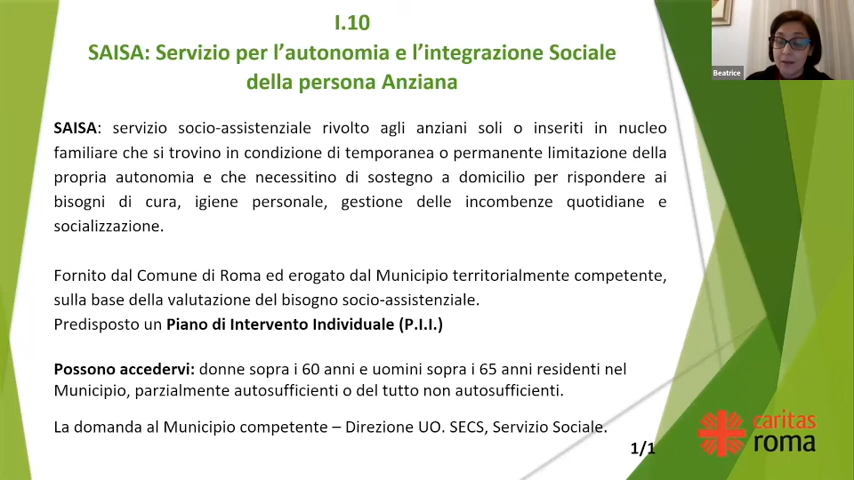 I.10
SAISA: Servizio per l'autonomia e l'integrazione Sociale
della persona Anziana
Beatrice
SAISA: servizio socio-assistenziale rivolto agli anziani soli o inseriti in nucleo
familiare che si trovino in condizione di temporanea o permanente limitazione della
propria autonomia e che necessitino di sostegno a domicilio per rispondere ai
bisogni di cura, igiene personale, gestione delle incombenze quotidiane e
socializzazione.
Fornito dal Comune di Roma ed erogato dal Municipio territorialmente competente,
sulla base della valutazione del bisogno socio-assistenziale.
Predisposto un Piano di Intervento Individuale (P.I.I.)
Possono accedervi: donne sopra i 60 anni e uomini sopra i 65 anni residenti nel
Municipio, parzialmente autosufficienti o del tutto non autosufficienti.
La domanda al Municipio competente – Direzione UO. SECS, Servizio Sociale.
1/1
caritas
roma